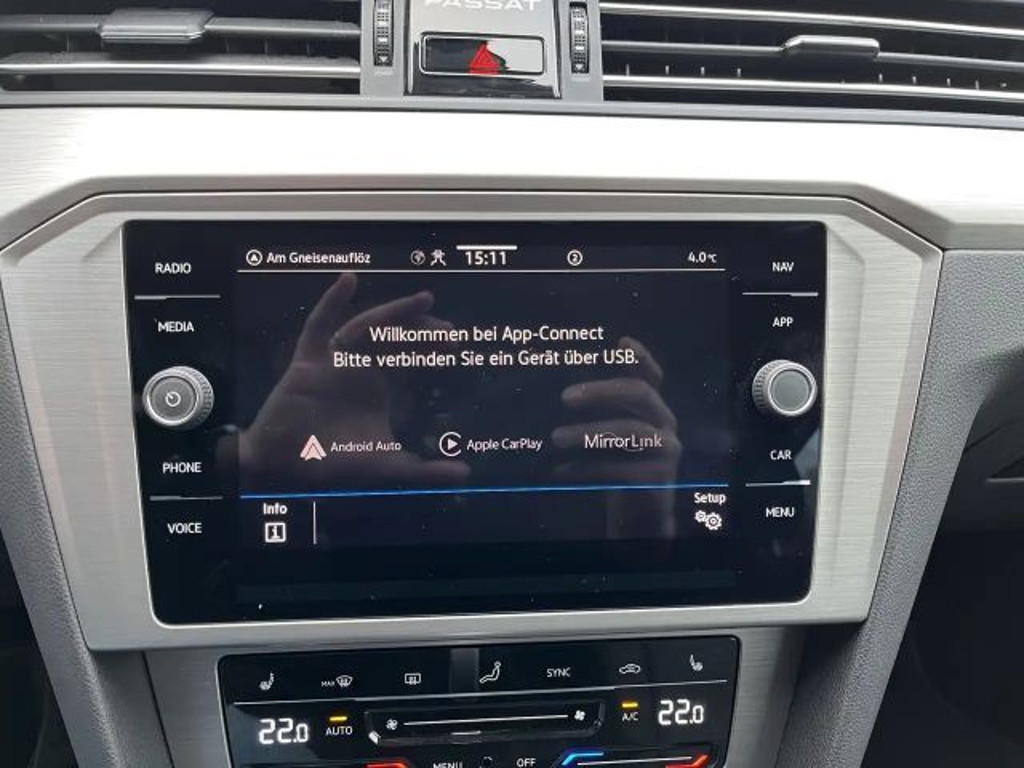 PASSAT
RADIO
MEDIA
PHONE
VOICE
Am Gneisenauflöz 15:11 2 4.0°C
Willkommen bei App-Connect
Bitte verbinden Sie ein Gerät über USB.
Android Auto Apple CarPlay MirrorLink
Info Setup
NAV
APP
CAR
MENU
MAX SYNC
22.0 AUTO A/C 22.0
MENU OFF